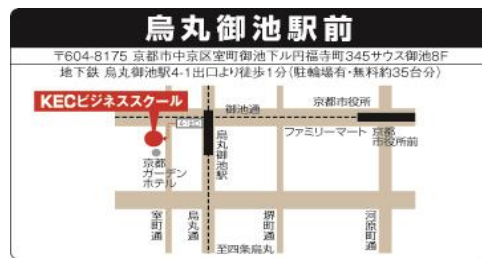 烏丸御池駅前
〒604-8175 京都市中京区室町御池下ル円福寺町345サウス御池8F
地下鉄 烏丸御池駅4-1出口より徒歩1分(駐輪場有・無料約35台分)
KECビジネススクール
御池通
京都市役所
4-1出口
ファミリーマート
京都
市役所前
烏丸御池駅
京都
ガーデン
ホテル
室町通
烏丸通
堺町通
河原町通
至四条烏丸